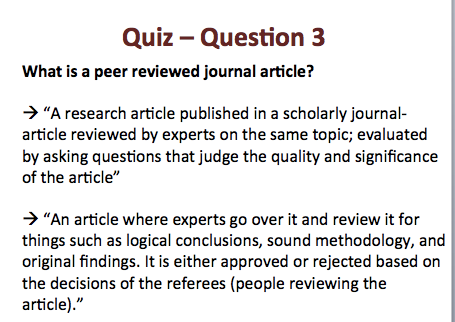 Quiz – Question 3
What is a peer reviewed journal article?
→ “A research article published in a scholarly journal-
article reviewed by experts on the same topic; evaluated
by asking questions that judge the quality and significance
of the article”
→ “An article where experts go over it and review it for
things such as logical conclusions, sound methodology, and
original findings. It is either approved or rejected based on
the decisions of the referees (people reviewing the
article).”